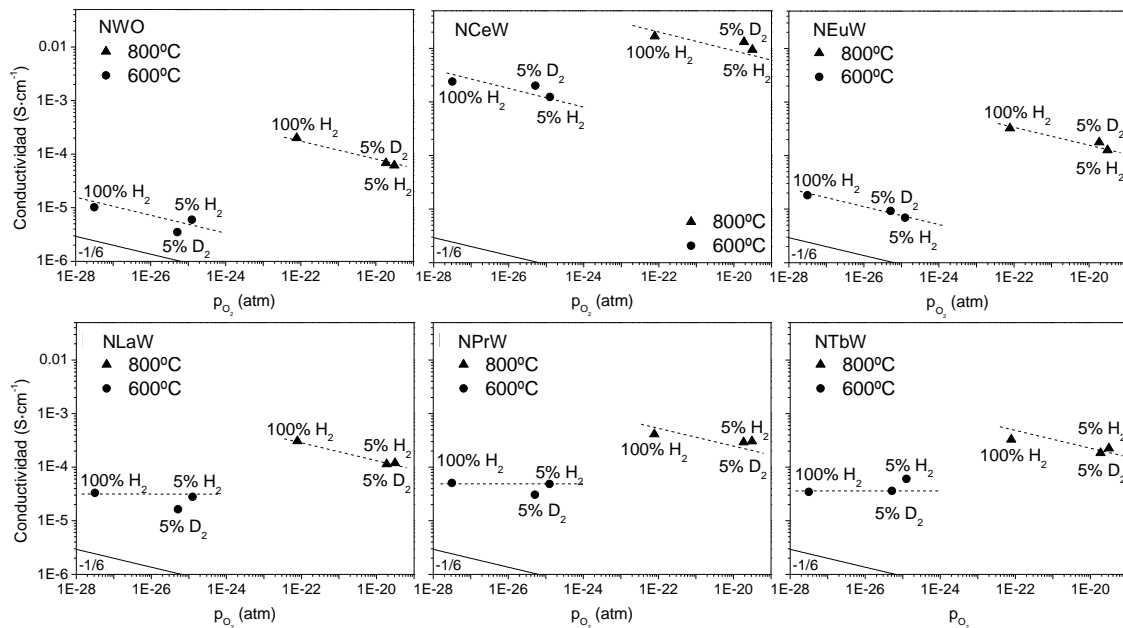 NWO
800ºC
600ºC
100% H2
5% D2
5% H2
100% H2
5% H2
5% D2
-1/6
0.01
1E-3
1E-4
1E-5
1E-6
Conductividad (S·cm-1)
1E-28 1E-26 1E-24 1E-22 1E-20
pO2 (atm)
NCeW
5% D2
100% H2
5% H2
5% D2
100% H2
5% H2
800ºC
600ºC
1E-28 1E-26 1E-24 1E-22 1E-20
pO2 (atm)
NEuW
800ºC
600ºC
100% H2
5% D2
5% H2
100% H2
5% D2
5% H2
-1/6
1E-28 1E-26 1E-24 1E-22 1E-20
pO2 (atm)
NLaW
800ºC
600ºC
100% H2
5% H2
5% D2
100% H2
5% H2
5% D2
-1/6
0.01
1E-3
1E-4
1E-5
1E-6
Conductividad (S·cm-1)
1E-28 1E-26 1E-24 1E-22 1E-20
pO2 (atm)
NPrW
800ºC
600ºC
100% H2
5% H2
5% D2
100% H2
5% H2
5% D2
-1/6
1E-28 1E-26 1E-24 1E-22 1E-20
pO2 (atm)
NTbW
800ºC
600ºC
100% H2
5% H2
5% D2
100% H2
5% H2
5% D2
-1/6
1E-28 1E-26 1E-24 1E-22 1E-20
pO2